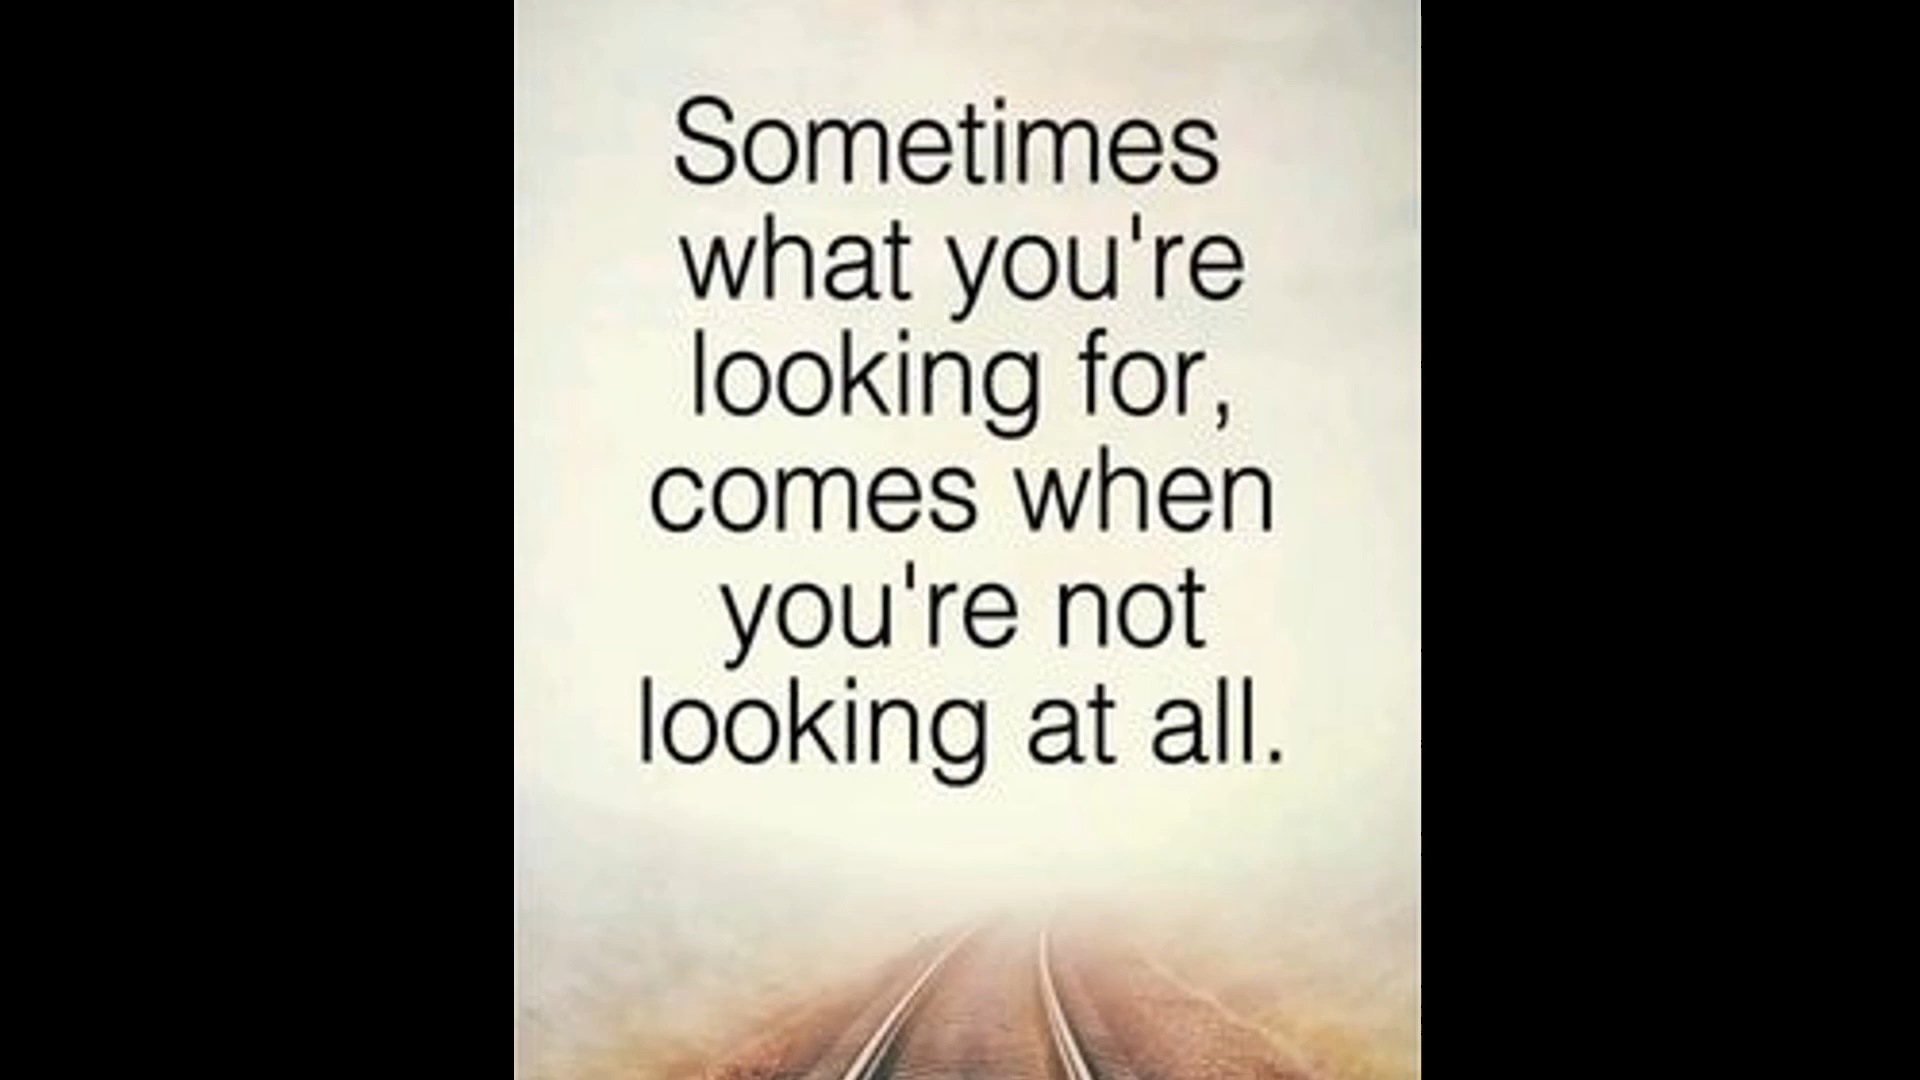 Sometimes
what you're
looking for,
comes when
you're not
looking at all.